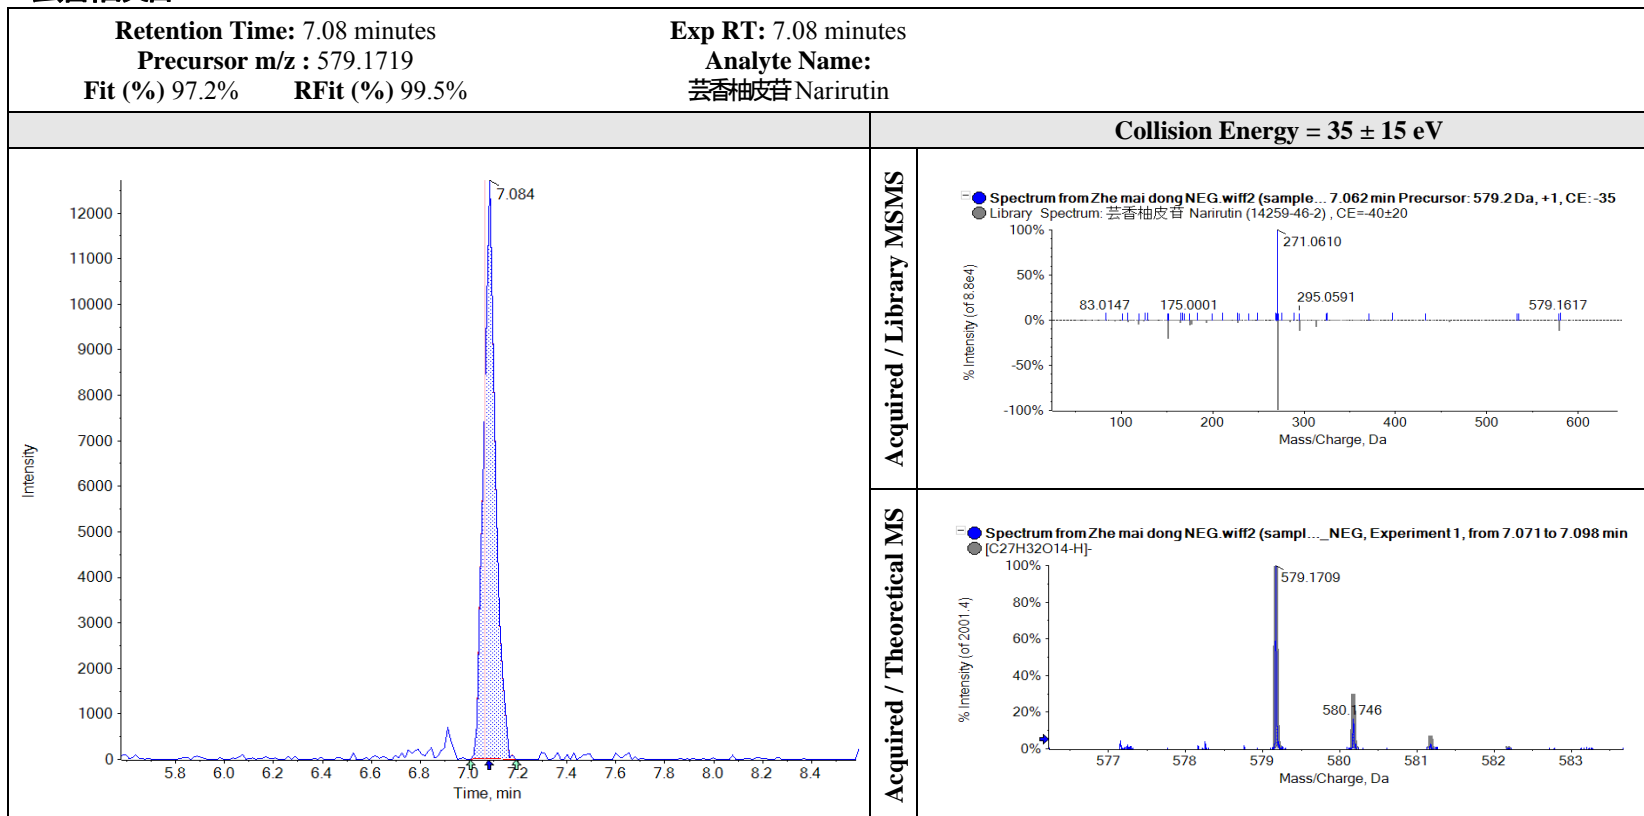 Retention Time: 7.08 minutes
Precursor m/z : 579.1719
Fit (%) 97.2% RFit (%) 99.5%
Exp RT: 7.08 minutes
Analyte Name:
芸香柚皮苷 Narirutin
Collision Energy = 35 ± 15 eV
7.084
12000
11000
10000
9000
8000
7000
6000
5000
4000
3000
2000
1000
0
Intensity
5.8 6.0 6.2 6.4 6.6 6.8 7.0 7.2 7.4 7.6 7.8 8.0 8.2 8.4
Time, min
Acquired / Library MSMS
Spectrum from Zhe mai dong NEG.wiff2 (sample... 7.062 min Precursor: 579.2 Da, +1, CE: -35
Library Spectrum: 芸香柚皮苷 Narirutin (14259-46-2) , CE=-40±20
100%
50%
0%
-50%
-100%
% Intensity (of 8.8e4)
271.0610
83.0147 175.0001 295.0591 579.1617
100 200 300 400 500 600
Mass/Charge, Da
Acquired / Theoretical MS
Spectrum from Zhe mai dong NEG.wiff2 (sampl..._NEG, Experiment 1, from 7.071 to 7.098 min
[C27H32O14-H]-
100%
80%
60%
40%
20%
0%
% Intensity (of 2001.4)
579.1709
580.1746
577 578 579 580 581 582 583
Mass/Charge, Da